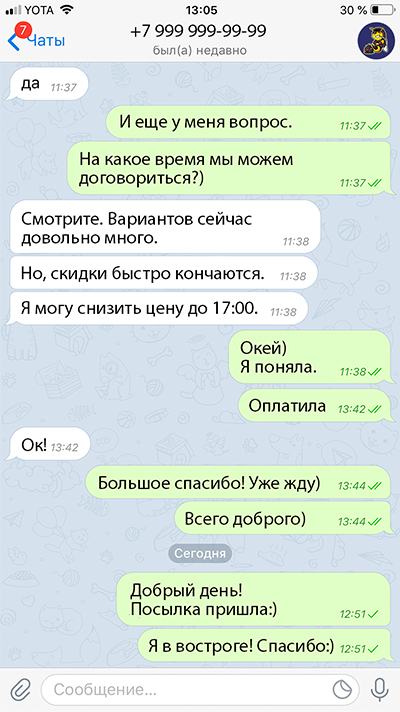 YOTA 13:05 30 %
7 Чаты +7 999 999-99-99
был(а) недавно
да 11:37
И еще у меня вопрос. 11:37
На какое время мы можем
договориться?) 11:37
Смотрите. Вариантов сейчас
довольно много. 11:38
Но, скидки быстро кончаются. 11:38
Я могу снизить цену до 17:00. 11:38
Окей)
Я поняла. 11:38
Оплатила 13:42
Ок! 13:42
Большое спасибо! Уже жду) 13:44
Всего доброго) 13:44
Сегодня
Добрый день!
Посылка пришла:) 12:51
Я в востроге! Спасибо:) 12:51
Сообщение...